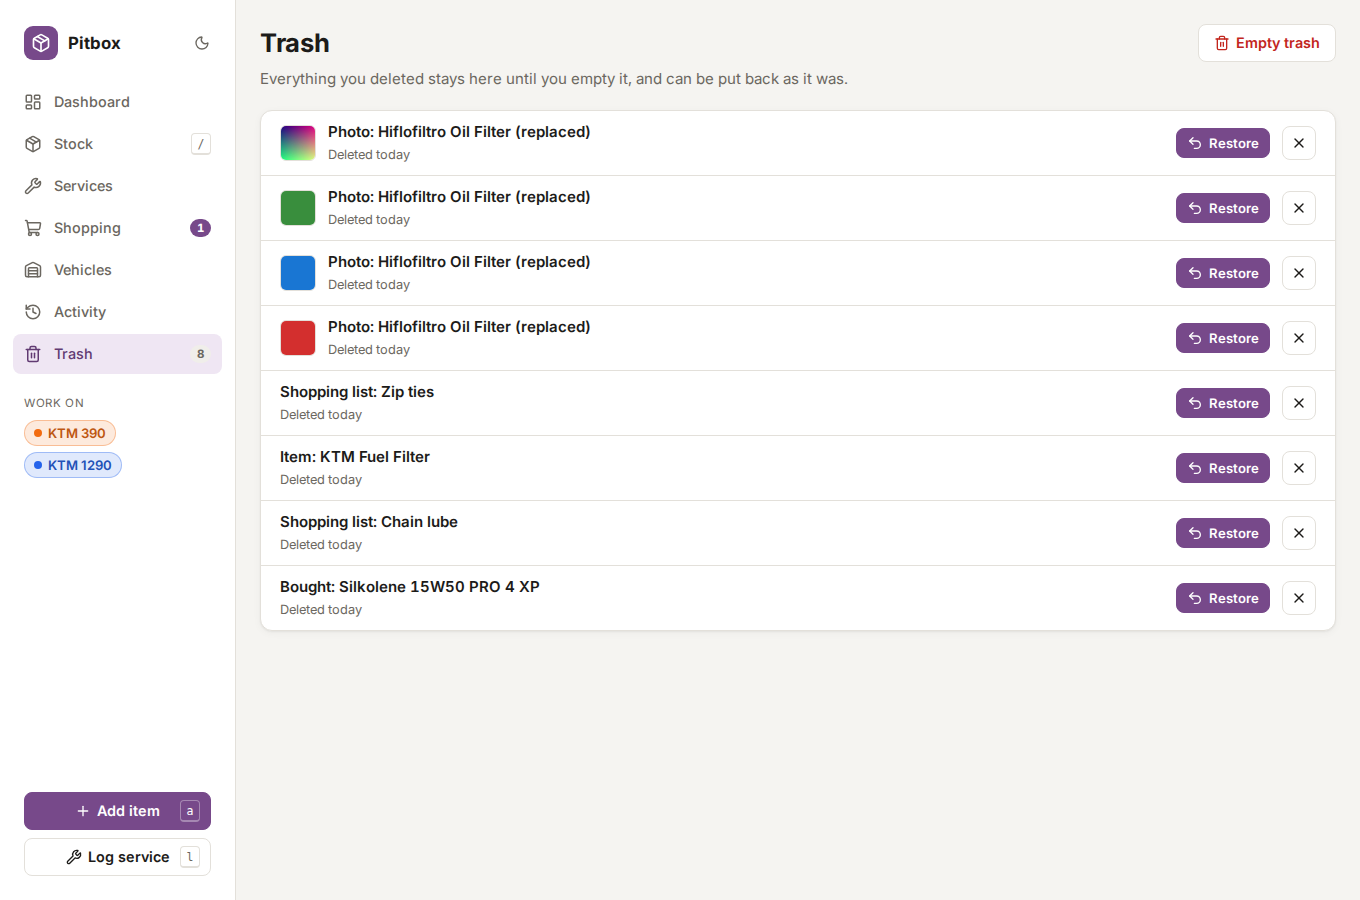 Pitbox
Dashboard
Stock /
Services
Shopping 1
Vehicles
Activity
Trash 8
WORK ON
KTM 390
KTM 1290
Add item a
Log service l
Trash
Empty trash
Everything you deleted stays here until you empty it, and can be put back as it was.
Photo: Hiflofiltro Oil Filter (replaced)
Deleted today
Restore
Photo: Hiflofiltro Oil Filter (replaced)
Deleted today
Restore
Photo: Hiflofiltro Oil Filter (replaced)
Deleted today
Restore
Photo: Hiflofiltro Oil Filter (replaced)
Deleted today
Restore
Shopping list: Zip ties
Deleted today
Restore
Item: KTM Fuel Filter
Deleted today
Restore
Shopping list: Chain lube
Deleted today
Restore
Bought: Silkolene 15W50 PRO 4 XP
Deleted today
Restore